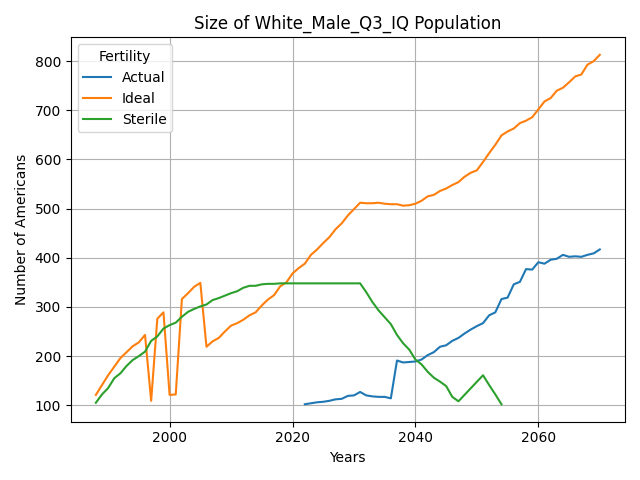 Size of White_Male_Q3_IQ Population
Fertility
Actual
Ideal
Sterile
Number of Americans
800
700
600
500
400
300
200
100
2000
2020
2040
2060
Years